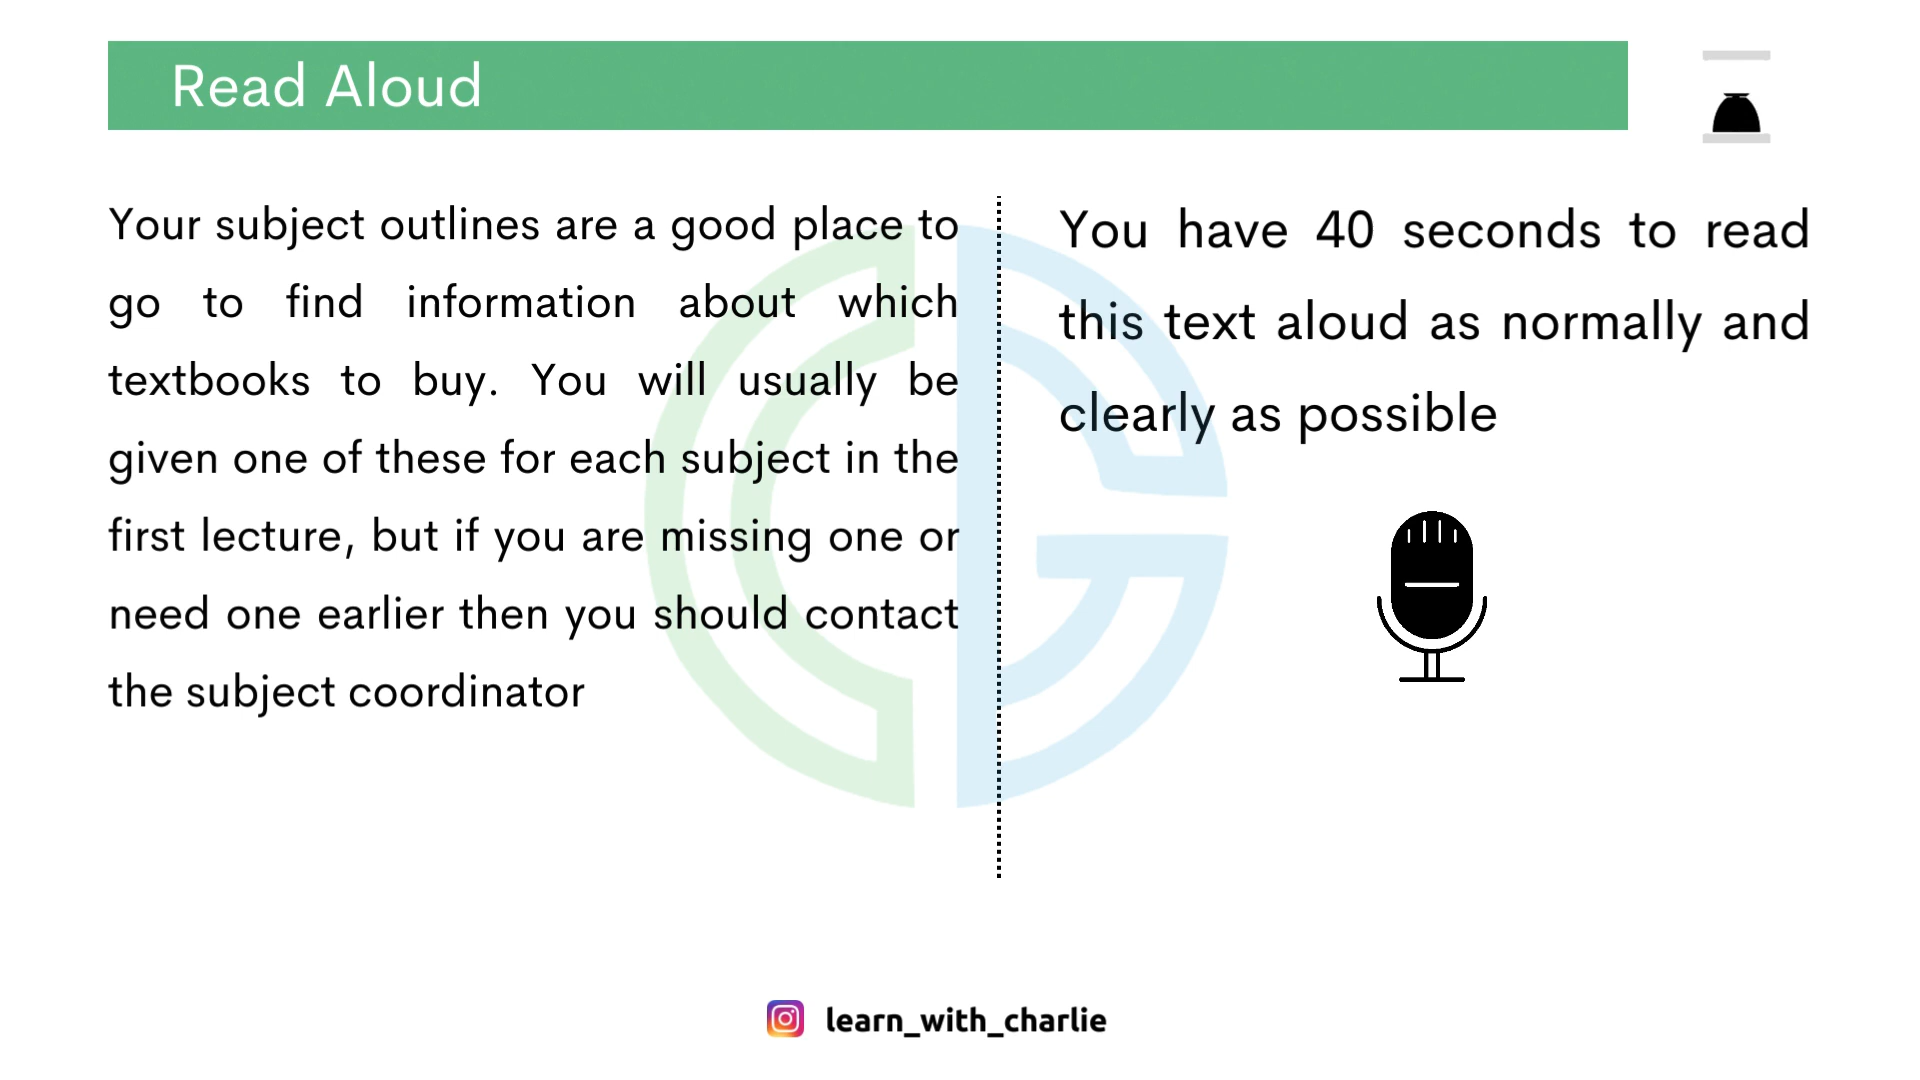 Read Aloud
Your subject outlines are a good place to
go to find information about which
textbooks to buy. You will usually be
given one of these for each subject in the
first lecture, but if you are missing one or
need one earlier then you should contact
the subject coordinator
You have 40 seconds to read
this text aloud as normally and
clearly as possible
learn_with_charlie